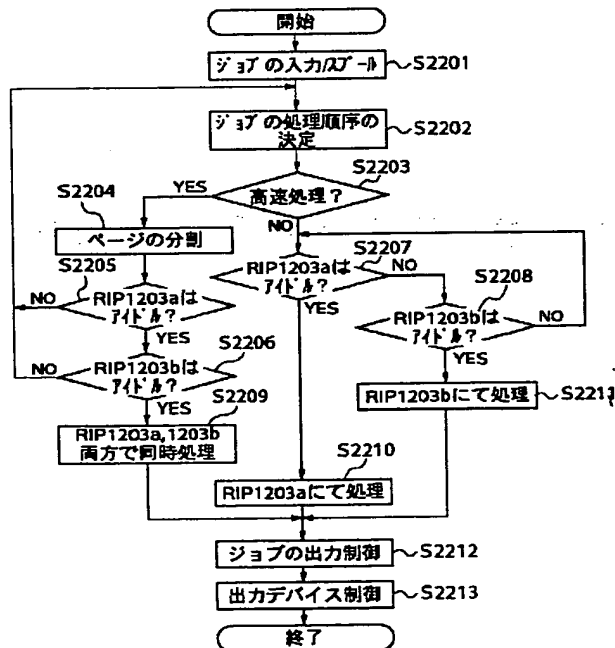 開始
ジョブの入力/スプール
S2201
ジョブの処理順序の
決定
S2202
S2203
高速処理?
YES
NO
S2204
ページの分割
S2205
RIP1203aは
アイドル?
NO
YES
S2206
RIP1203bは
アイドル?
NO
YES
S2209
RIP1203a,1203b
両方で同時処理
S2207
RIP1203aは
アイドル?
NO
YES
S2208
RIP1203bは
アイドル?
NO
YES
RIP1203bにて処理
S2211
S2210
RIP1203aにて処理
ジョブの出力制御
S2212
出力デバイス制御
S2213
終了